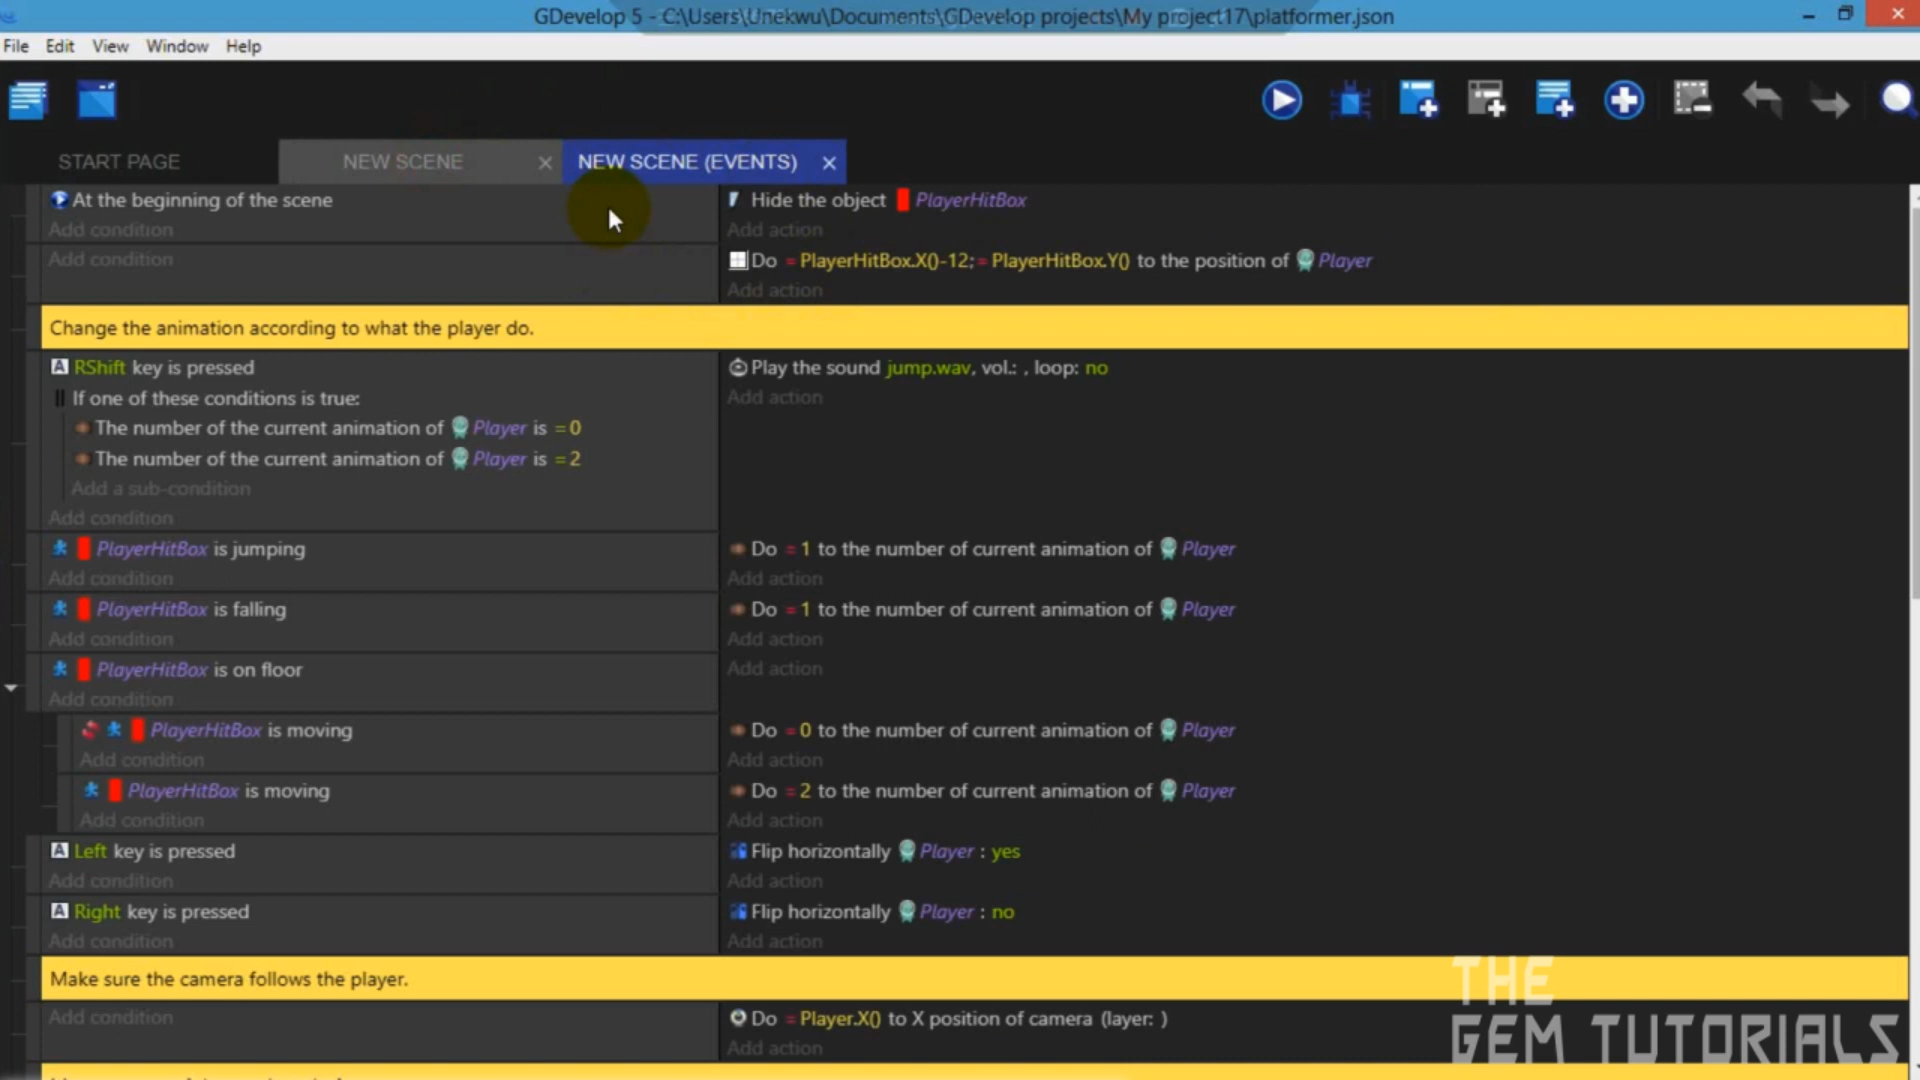 GDevelop 5 - C:\Users\Unekwu\Documents\GDevelop projects\My project17\platformer.json
File Edit View Window Help
START PAGE
NEW SCENE
NEW SCENE (EVENTS)
At the beginning of the scene
Hide the object PlayerHitBox
Add condition
Add action
Add condition
Do = PlayerHitBox.X()-12; = PlayerHitBox.Y() to the position of Player
Add action
Change the animation according to what the player do.
RShift key is pressed
Play the sound jump.wav, vol.: , loop: no
If one of these conditions is true:
Add action
The number of the current animation of Player is = 0
The number of the current animation of Player is = 2
Add a sub-condition
Add condition
PlayerHitBox is jumping
Do = 1 to the number of current animation of Player
Add condition
Add action
PlayerHitBox is falling
Do = 1 to the number of current animation of Player
Add condition
Add action
PlayerHitBox is on floor
Add action
Add condition
PlayerHitBox is moving
Do = 0 to the number of current animation of Player
Add condition
Add action
PlayerHitBox is moving
Do = 2 to the number of current animation of Player
Add condition
Add action
Left key is pressed
Flip horizontally Player : yes
Add condition
Add action
Right key is pressed
Flip horizontally Player : no
Add condition
Add action
Make sure the camera follows the player.
Add condition
Do = Player.X() to X position of camera (layer: )
Add action
THE
GEM TUTORIALS